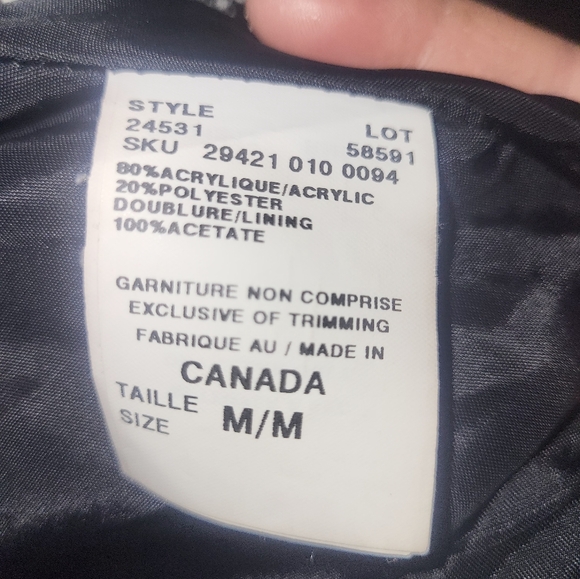 STYLE
24531 LOT
SKU 29421 010 0094 58591
80%ACRYLIQUE/ACRYLIC
20%POLYESTER
DOUBLURE/LINING
100%ACETATE
GARNITURE NON COMPRISE
EXCLUSIVE OF TRIMMING
FABRIQUE AU / MADE IN
CANADA
TAILLE
SIZE M/M